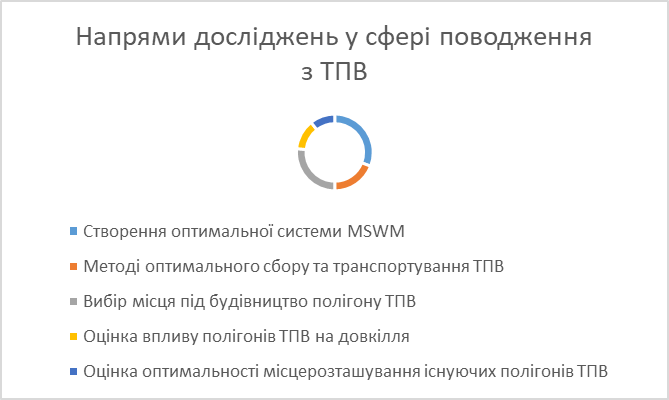 Напрями досліджень у сфері поводження
з ТПВ
Створення оптимальної системи MSWM
Методі оптимального сбору та транспортування ТПВ
Вибір місця під будівництво полігону ТПВ
Оцінка впливу полігонів ТПВ на довкілля
Оцінка оптимальності місцерозташування існуючих полігонів ТПВ